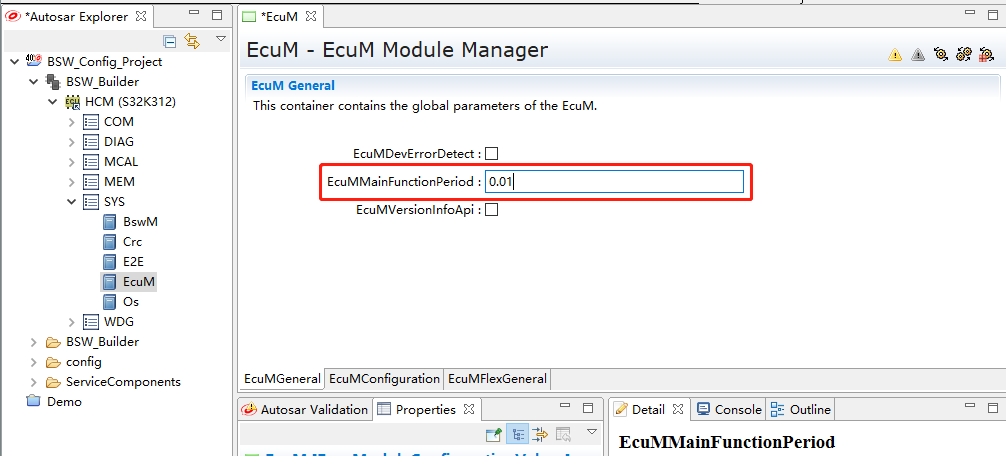 *Autosar Explorer
BSW_Config_Project
BSW_Builder
HCM (S32K312)
COM
DIAG
MCAL
MEM
SYS
BswM
Crc
E2E
EcuM
Os
WDG
BSW_Builder
config
ServiceComponents
Demo
*EcuM
EcuM - EcuM Module Manager
EcuM General
This container contains the global parameters of the EcuM.
EcuMDevErrorDetect :
EcuMMainFunctionPeriod : 0.01
EcuMVersionInfoApi :
EcuMGeneral EcuMConfiguration EcuMFlexGeneral
Autosar Validation Properties
Detail Console Outline
EcuMMainFunctionPeriod